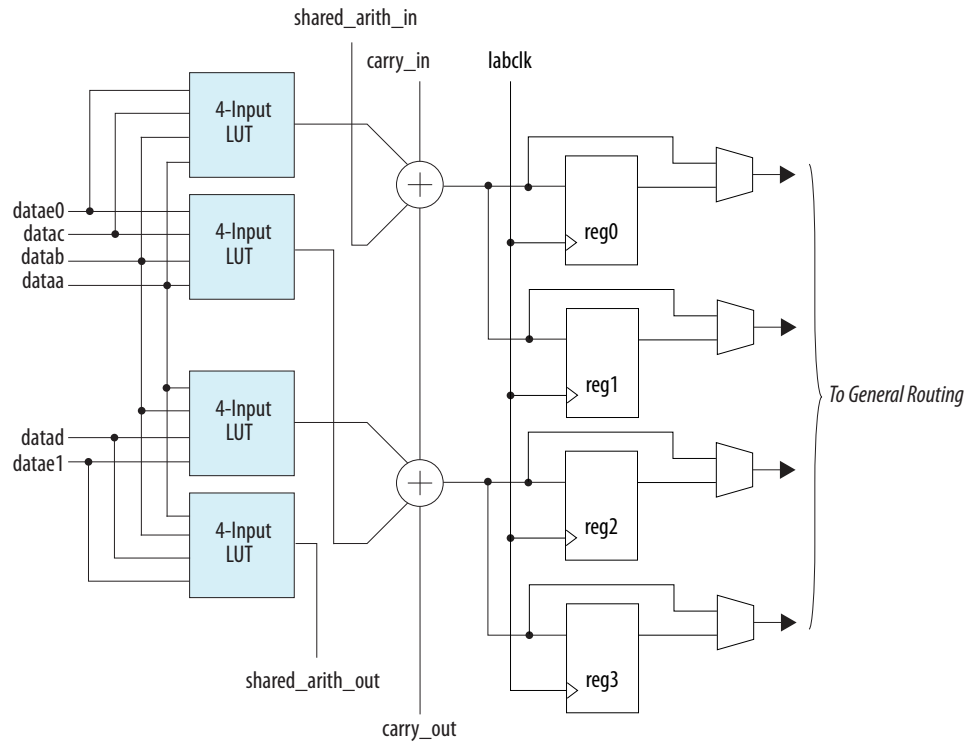 shared_arith_in
carry_in
labclk
4-Input
LUT
reg0
4-Input
LUT
datae0
datac
datab
dataa
reg1
To General Routing
4-Input
LUT
datad
datae1
reg2
4-Input
LUT
reg3
shared_arith_out
carry_out